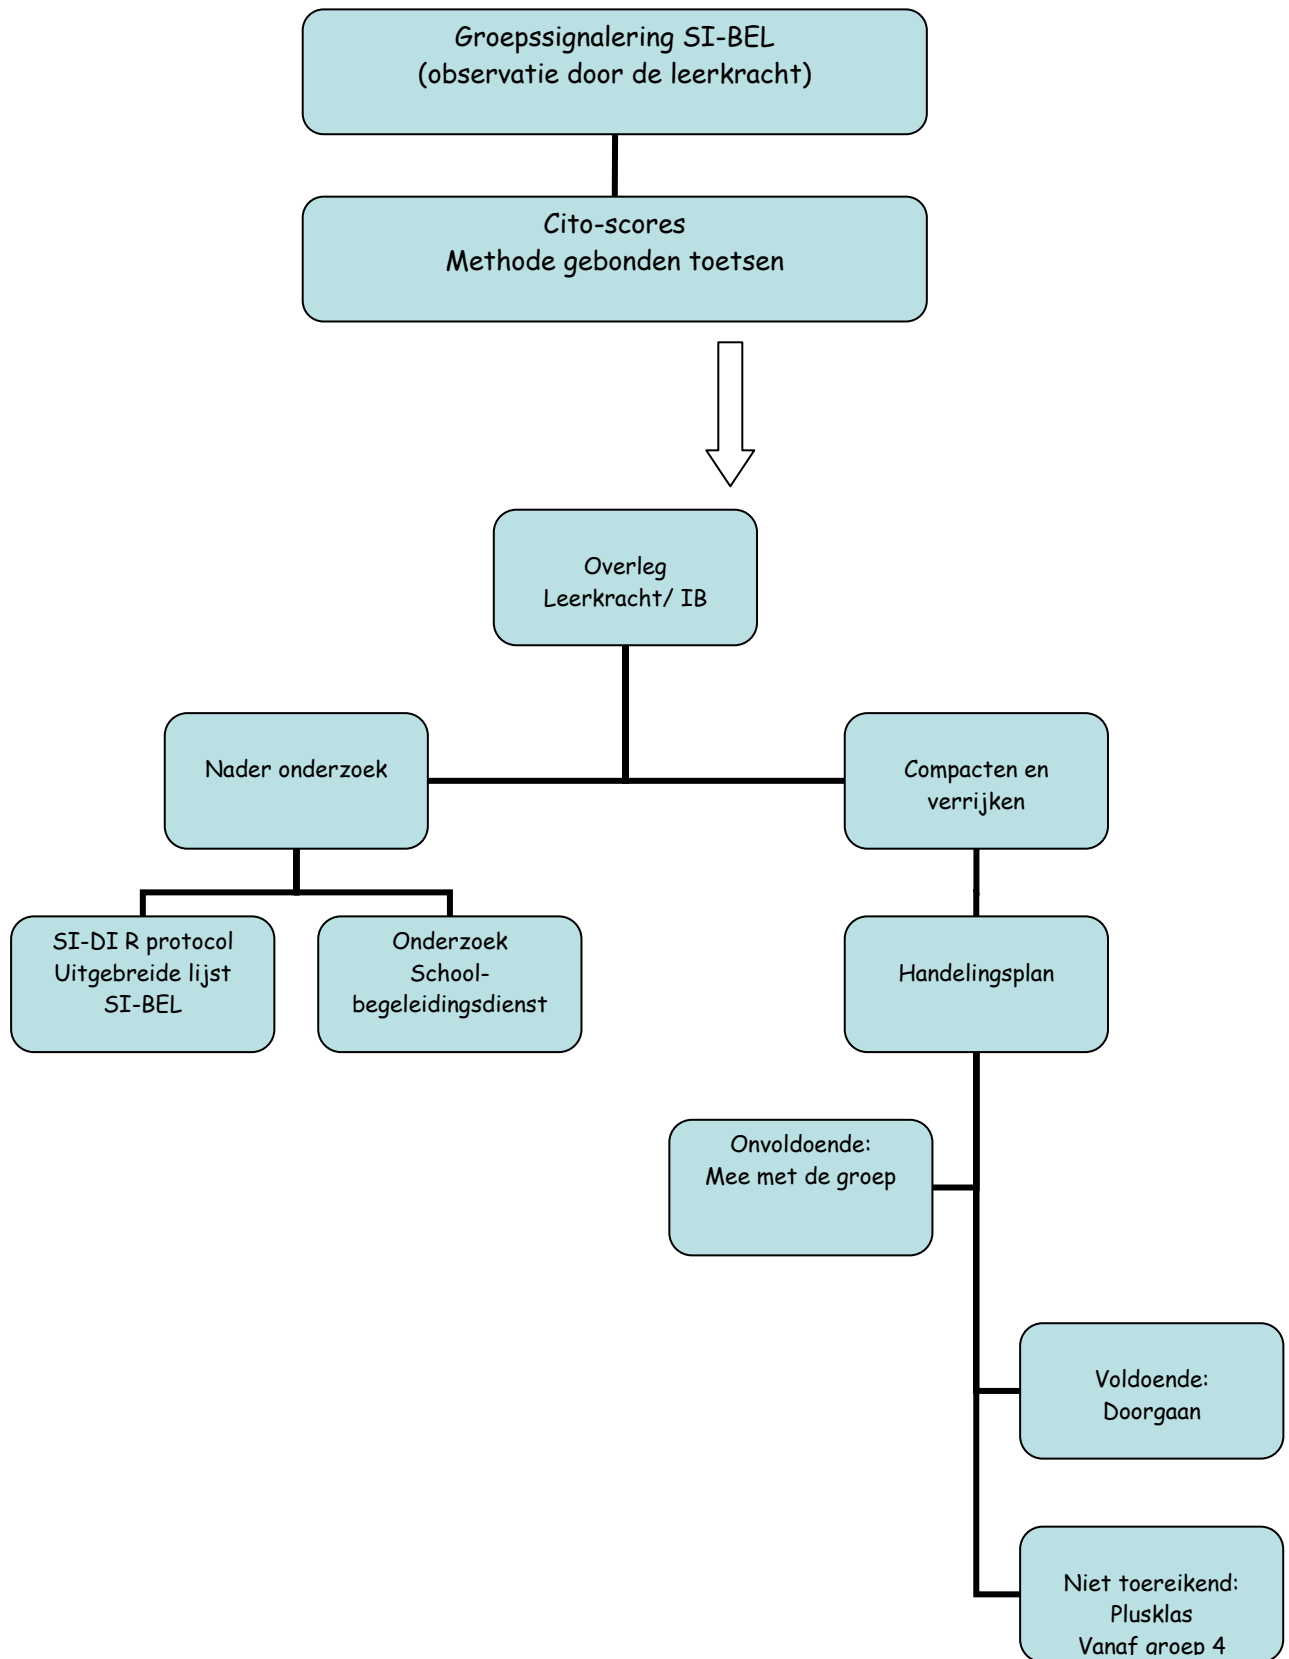 Groepssignalering SI-BEL
(observatie door de leerkracht)
Cito-scores
Methode gebonden toetsen
Overleg
Leerkracht/ IB
Nader onderzoek
Compacten en
verrijken
SI-DI R protocol
Uitgebreide lijst
SI-BEL
Onderzoek
School-
begeleidingsdienst
Handelingsplan
Onvoldoende:
Mee met de groep
Voldoende:
Doorgaan
Niet toereikend:
Plusklas
Vanaf groep 4